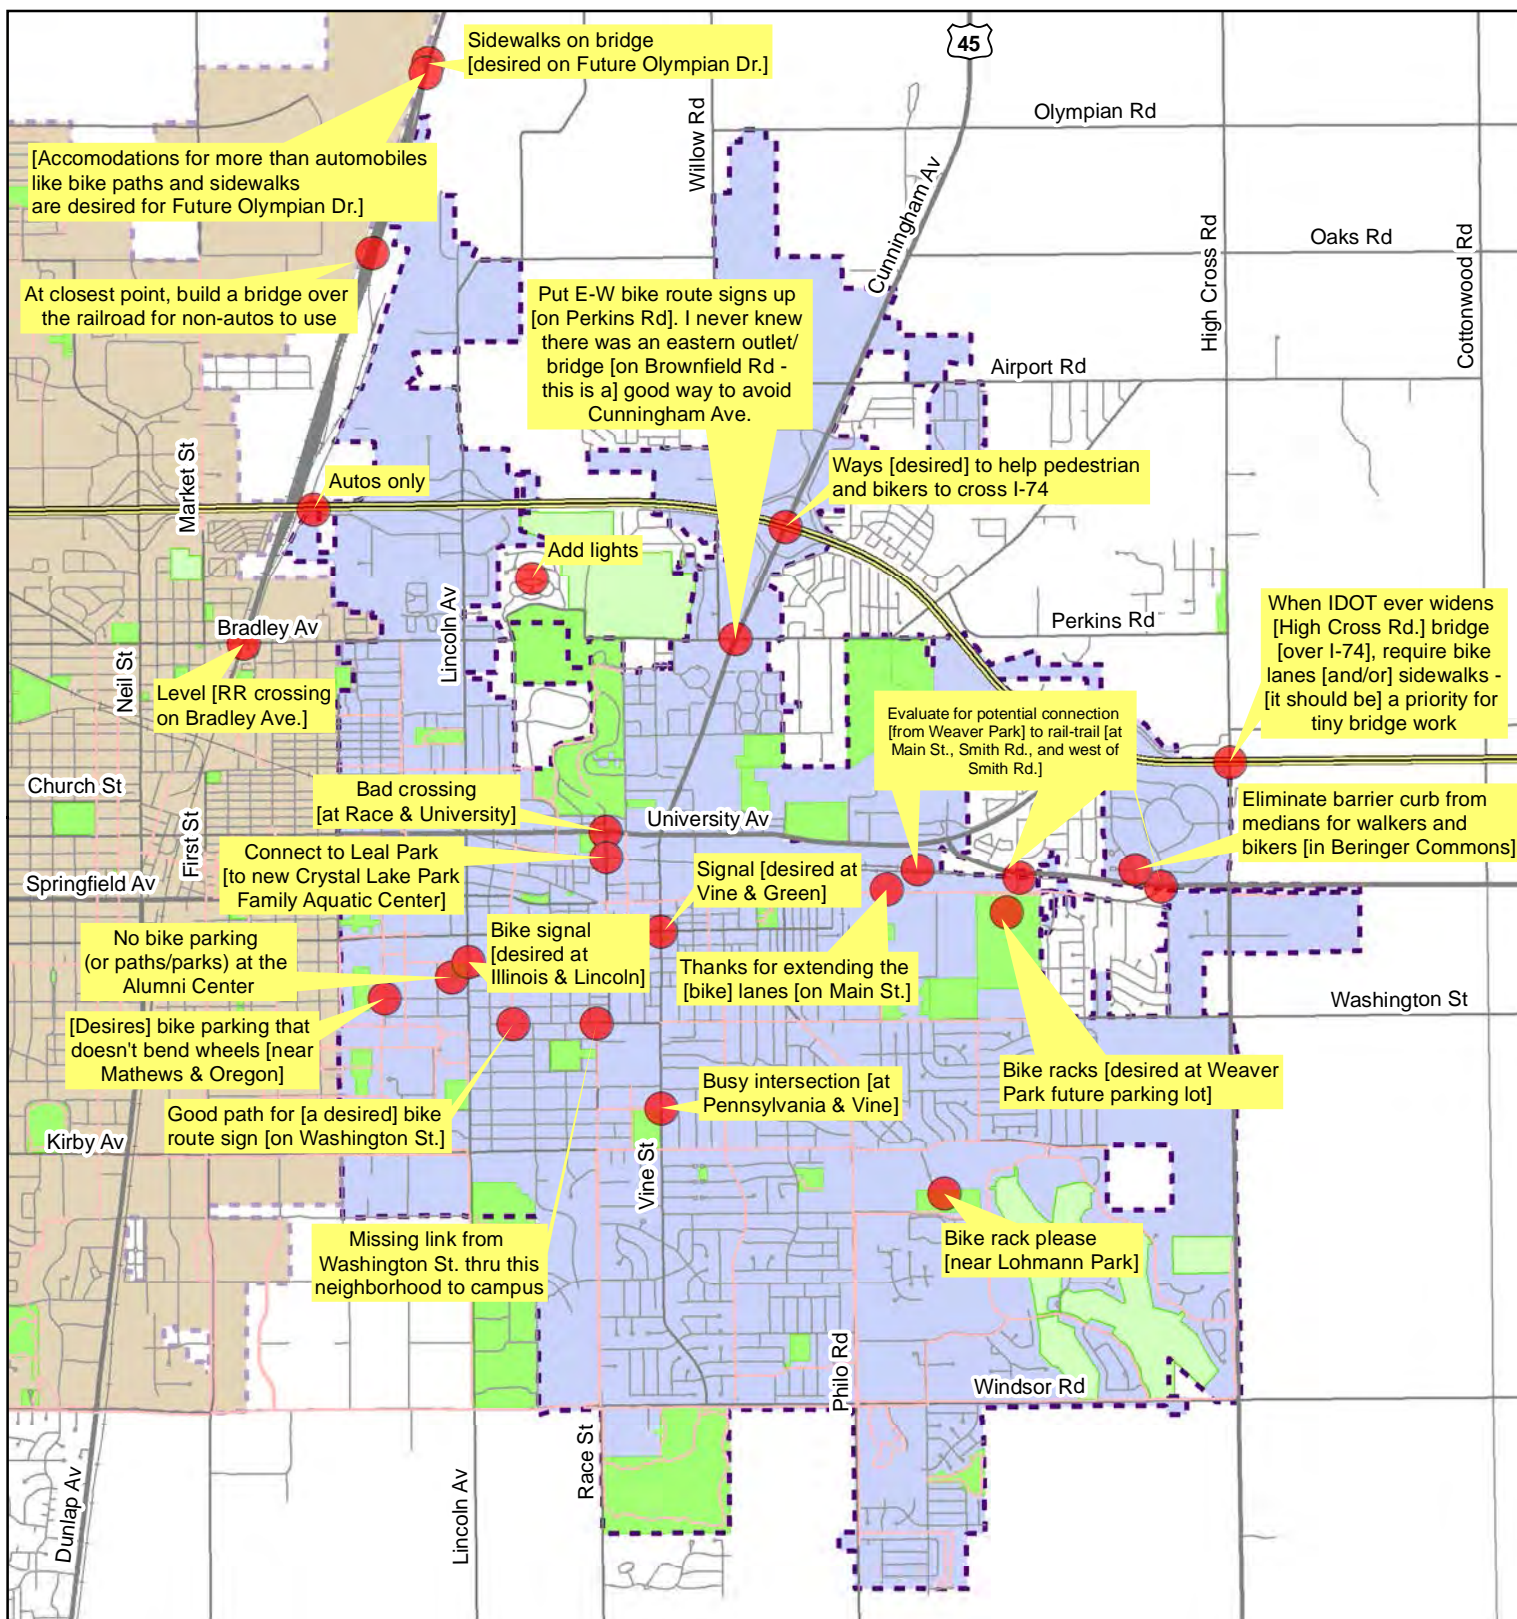 Sidewalks on bridge
[desired on Future Olympian Dr.]
45
Olympian Rd
Willow Rd
Cunningham Av
[Accomodations for more than automobiles
like bike paths and sidewalks
are desired for Future Olympian Dr.]
High Cross Rd
Oaks Rd
Cottonwood Rd
At closest point, build a bridge over
the railroad for non-autos to use
Put E-W bike route signs up
[on Perkins Rd]. I never knew
there was an eastern outlet/
bridge [on Brownfield Rd -
this is a] good way to avoid
Cunningham Ave.
Airport Rd
Market St
Autos only
Ways [desired] to help pedestrian
and bikers to cross I-74
Add lights
Lincoln Av
Bradley Av
Perkins Rd
When IDOT ever widens
[High Cross Rd.] bridge
[over I-74], require bike
lanes [and/or] sidewalks -
[it should be] a priority for
tiny bridge work
Neil St
Level [RR crossing
on Bradley Ave.]
Evaluate for potential connection
[from Weaver Park] to rail-trail [at
Main St., Smith Rd., and west of
Smith Rd.]
Church St
Bad crossing
[at Race & University]
University Av
First St
Eliminate barrier curb from
medians for walkers and
bikers [in Beringer Commons]
Connect to Leal Park
[to new Crystal Lake Park
Family Aquatic Center]
Springfield Av
Signal [desired at
Vine & Green]
No bike parking
(or paths/parks) at the
Alumni Center
Bike signal
[desired at
Illinois & Lincoln]
Thanks for extending the
[bike] lanes [on Main St.]
Washington St
[Desires] bike parking that
doesn't bend wheels [near
Mathews & Oregon]
Bike racks [desired at Weaver
Park future parking lot]
Busy intersection [at
Pennsylvania & Vine]
Good path for [a desired] bike
route sign [on Washington St.]
Kirby Av
Vine St
Missing link from
Washington St. thru this
neighborhood to campus
Bike rack please
[near Lohmann Park]
Philo Rd
Windsor Rd
Race St
Dunlap Av
Lincoln Av